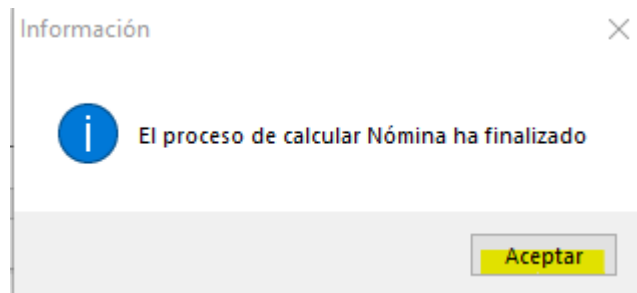 Información
El proceso de calcular Nómina ha finalizado
Aceptar